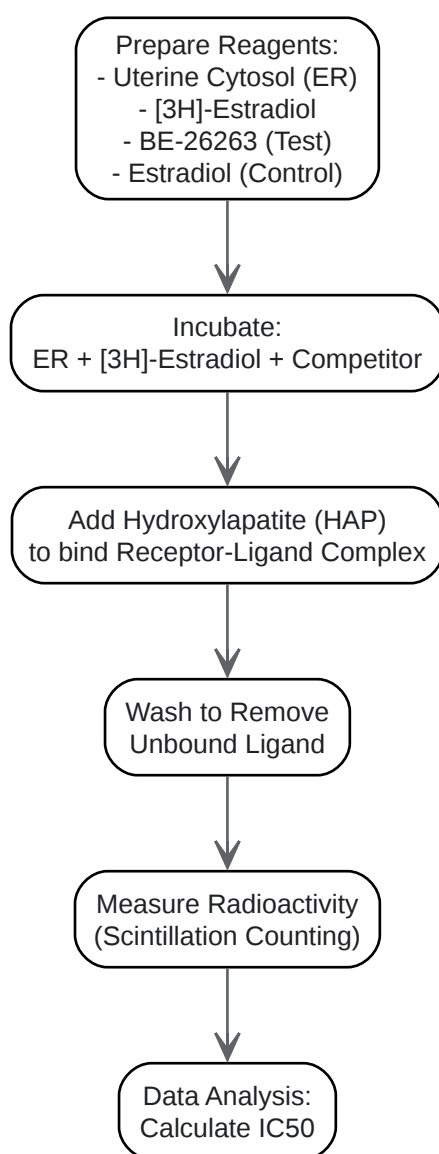 Prepare Reagents:
- Uterine Cytosol (ER)
- [3H]-Estradiol
- BE-26263 (Test)
- Estradiol (Control)
Incubate:
ER + [3H]-Estradiol + Competitor
Add Hydroxylapatite (HAP)
to bind Receptor-Ligand Complex
Wash to Remove
Unbound Ligand
Measure Radioactivity
(Scintillation Counting)
Data Analysis:
Calculate IC50